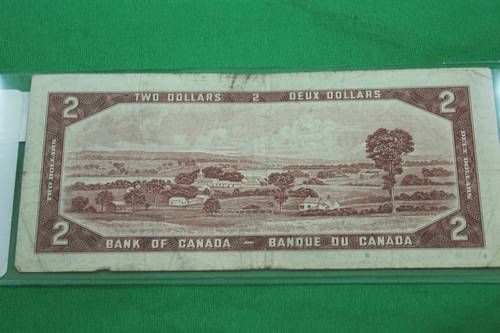 2 TWO DOLLARS 2 DEUX DOLLARS 2
TWO DOLLARS
DEUX DOLLARS
2 BANK OF CANADA — BANQUE DU CANADA 2